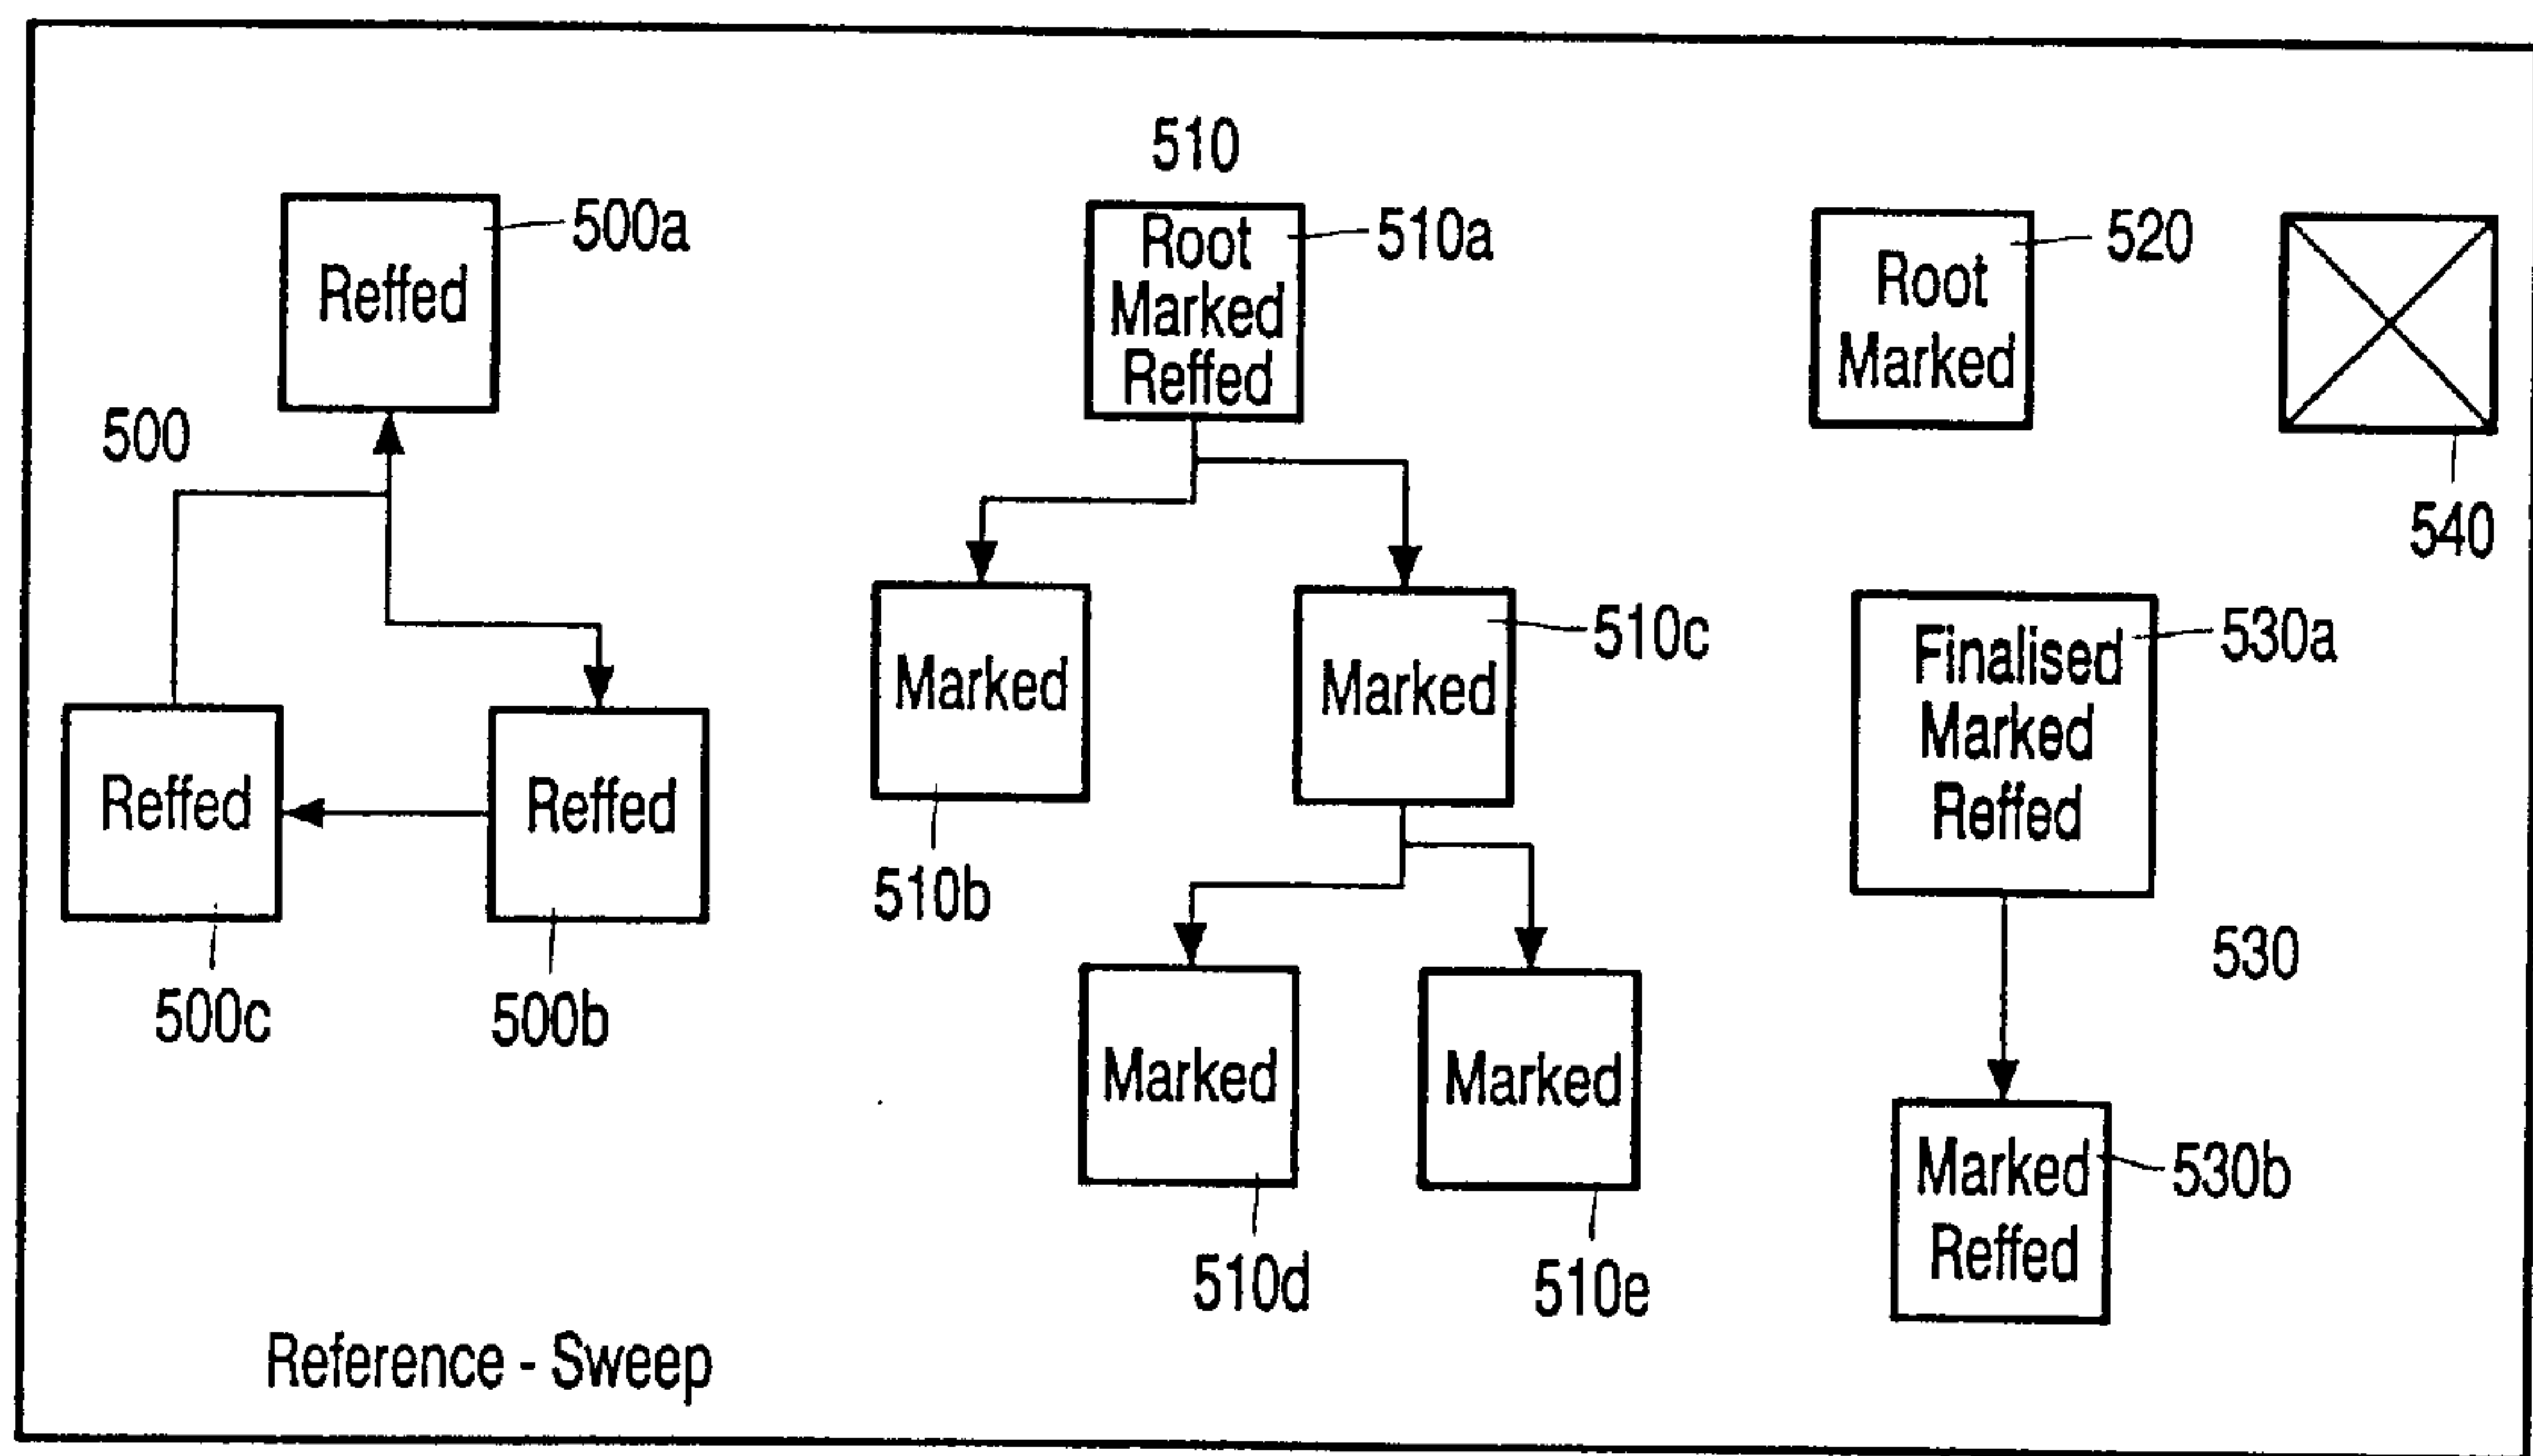 510
500a
Reffed
500
Reffed
500c
Reffed
500b
Root
Marked
Reffed
510a
Marked
510b
Marked
510c
Marked
510d
Marked
510e
Root
Marked
520
540
Finalised
Marked
Reffed
530a
530
Marked
Reffed
530b
Reference - Sweep